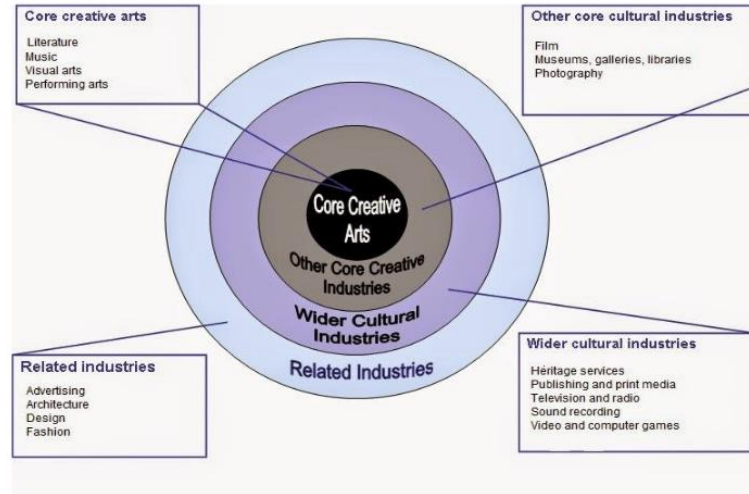 Core creative arts
Literature
Music
Visual arts
Performing arts
Other core cultural industries
Film
Museums, galleries, libraries
Photography
Core Creative
Arts
Other Core Creative
Industries
Wider Cultural
Industries
Related Industries
Related industries
Advertising
Architecture
Design
Fashion
Wider cultural industries
Héritage services
Publishing and print media
Television and radio
Sound recording
Video and computer games